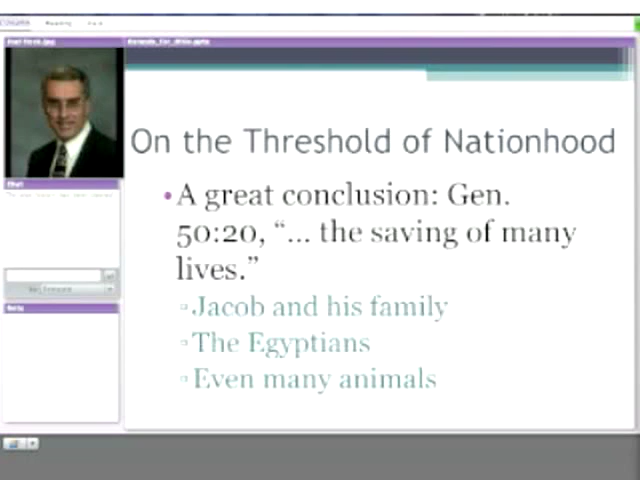 On the Threshold of Nationhood
•A great conclusion: Gen.
50:20, “... the saving of many
lives.”
▫Jacob and his family
▫The Egyptians
▫Even many animals